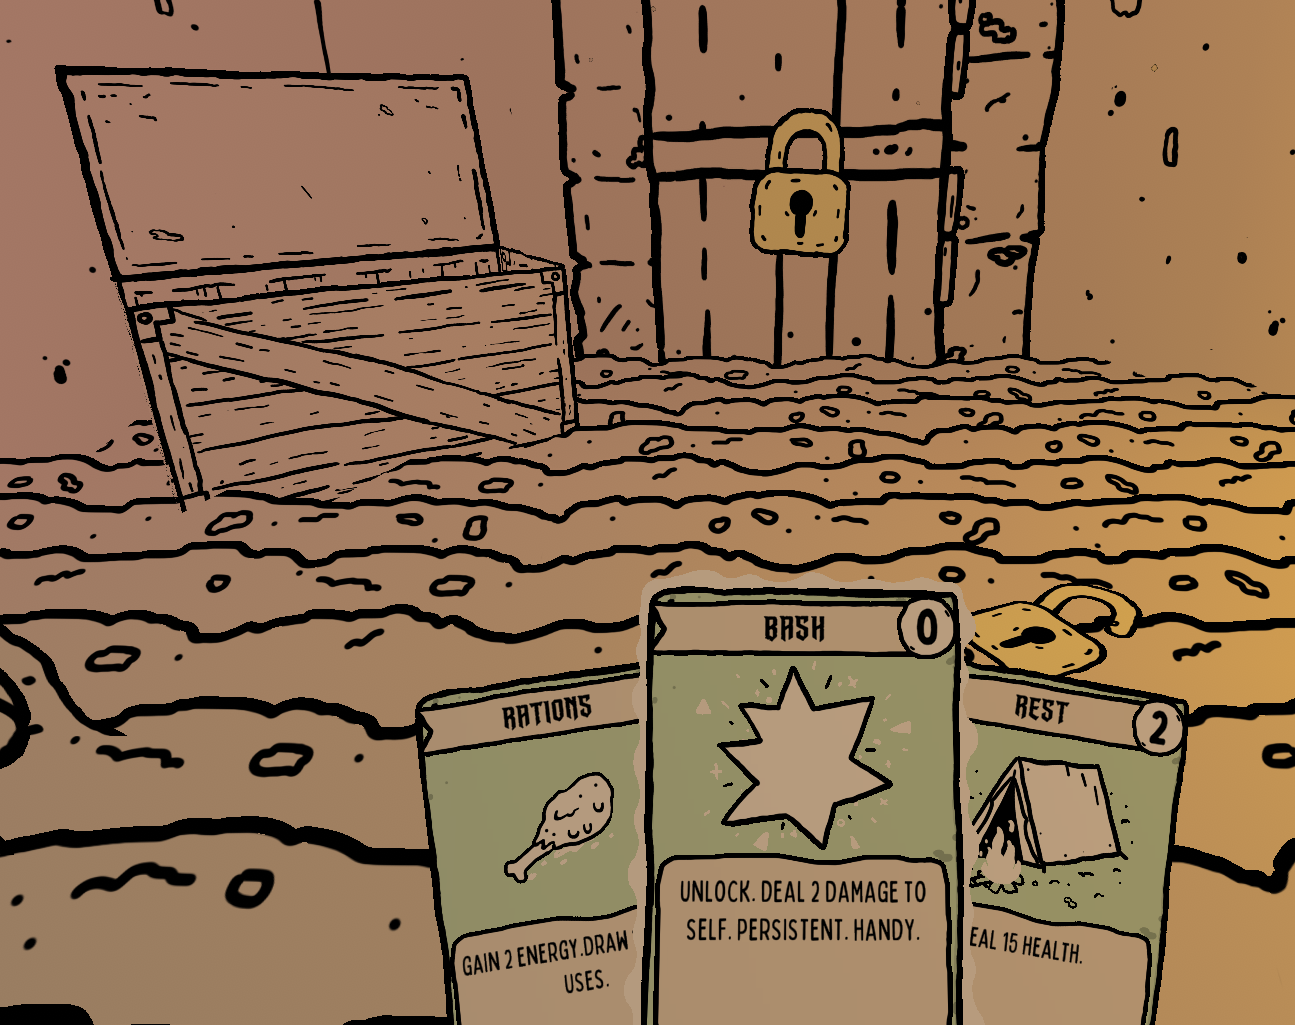 RATIONS
GAIN 2 ENERGY.DRAW
USES.
BASH
0
UNLOCK. DEAL 2 DAMAGE TO
SELF. PERSISTENT. HANDY.
REST
2
EAL 15 HEALTH.